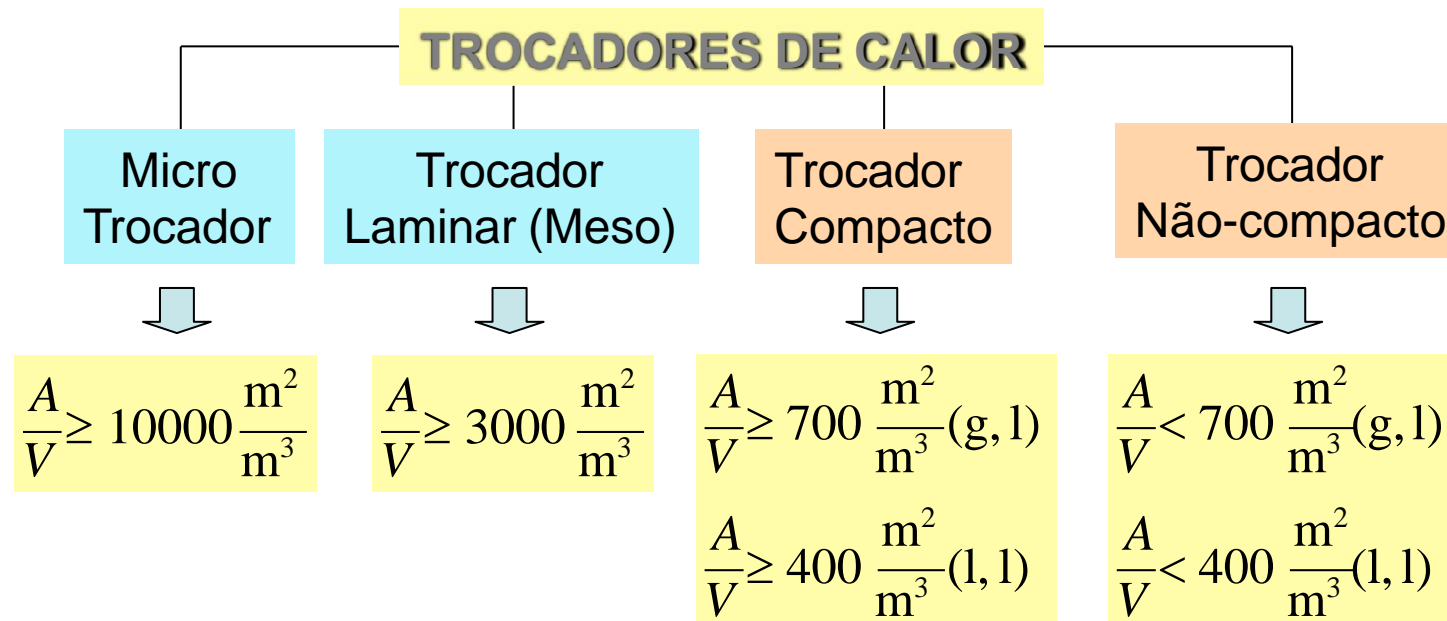 TROCADORES DE CALOR
Micro
Trocador
Trocador
Laminar (Meso)
Trocador
Compacto
Trocador
Não-compacto
A/V ≥ 10000 m²/m³
A/V ≥ 3000 m²/m³
A/V ≥ 700 m²/m³ (g, l)
A/V ≥ 400 m²/m³ (l, l)
A/V < 700 m²/m³ (g, l)
A/V < 400 m²/m³ (l, l)